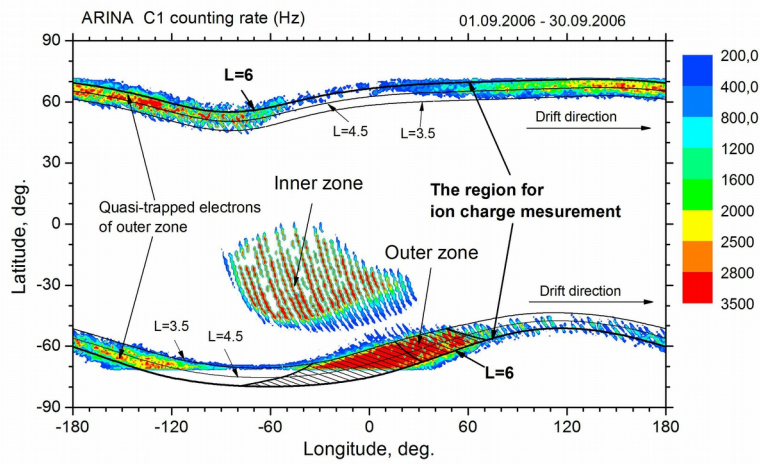 ARINA C1 counting rate (Hz)
01.09.2006 - 30.09.2006
90
60
30
0
-30
-60
-90
Latitude, deg.
-180
-120
-60
0
60
120
180
Longitude, deg.
L=6
L=4.5
L=3.5
Drift direction
Inner zone
The region for
ion charge mesurement
Quasi-trapped electrons
of outer zone
Outer zone
Drift direction
L=3.5
L=4.5
L=6
200,0
400,0
800,0
1200
1600
2000
2500
2800
3500